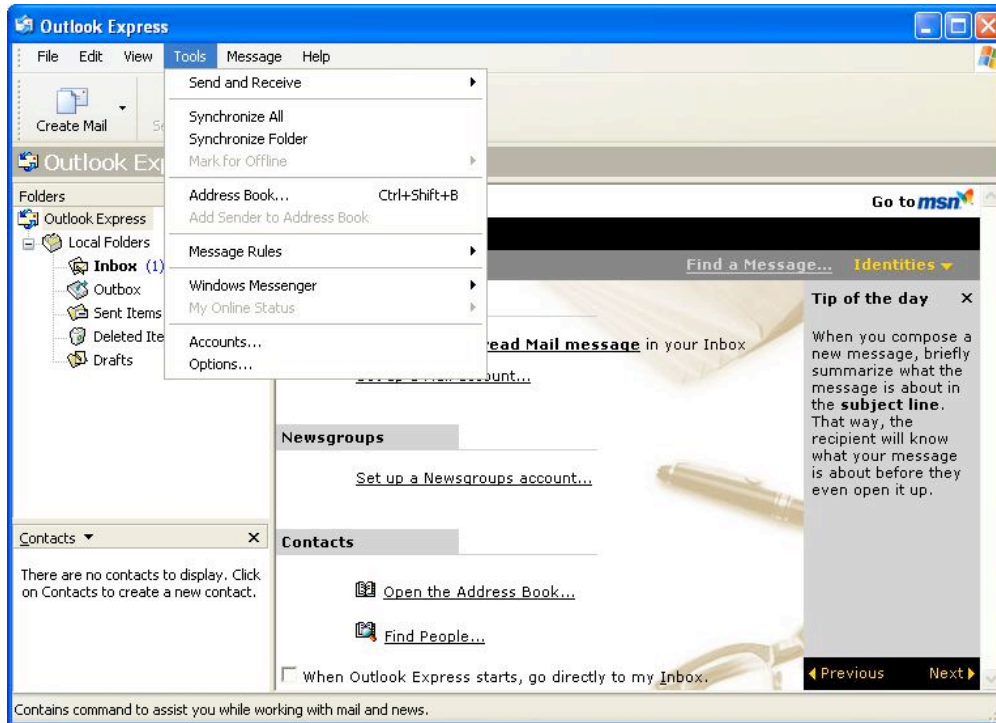 Outlook Express
File Edit View Tools Message Help
Create Mail
Send and Receive
Synchronize All
Synchronize Folder
Mark for Offline
Address Book... Ctrl+Shift+B
Add Sender to Address Book
Message Rules
Windows Messenger
My Online Status
Accounts...
Options...
Outlook Ex
Go to msn
Folders
Outlook Express
Local Folders
Inbox (1)
Outbox
Sent Items
Deleted Ite
Drafts
Find a Message... Identities
read Mail message in your Inbox
Newsgroups
Set up a Newsgroups account...
Contacts
Open the Address Book...
Find People...
When Outlook Express starts, go directly to my Inbox.
Tip of the day X
When you compose a
new message, briefly
summarize what the
message is about in
the subject line.
That way, the
recipient will know
what your message
is about before they
even open it up.
Previous Next
Contacts
There are no contacts to display. Click
on Contacts to create a new contact.
Contains command to assist you while working with mail and news.